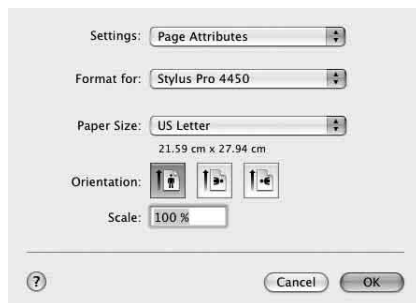 Settings: Page Attributes
Format for: Stylus Pro 4450
Paper Size: US Letter
21.59 cm x 27.94 cm
Orientation:
Scale: 100 %
? Cancel OK